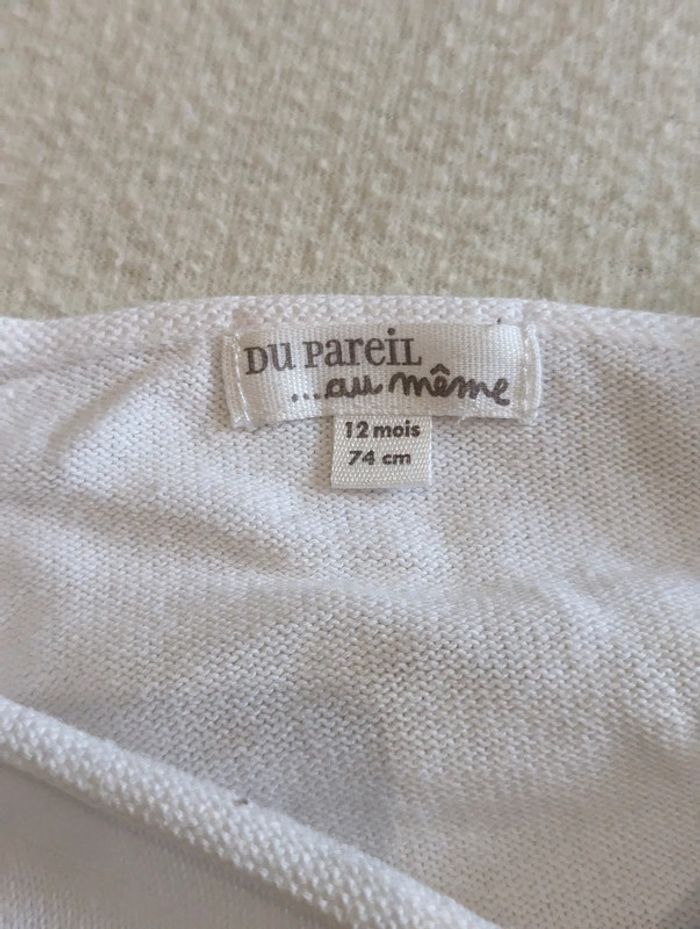 Du Pareil
...au même
12 mois
74 cm